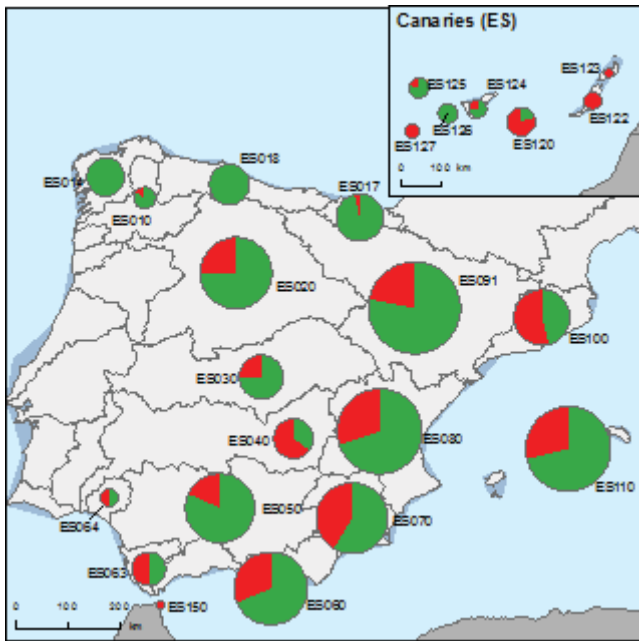 Canaries (ES)
ES123
ES125
ES124
ES122
ES126
ES127
ES120
0 100 km
ES018
ES014
ES017
ES010
ES091
ES020
ES100
ES030
ES040
ES080
ES110
ES050
ES064
ES070
ES063
ES060
ES150
0 100 200
km